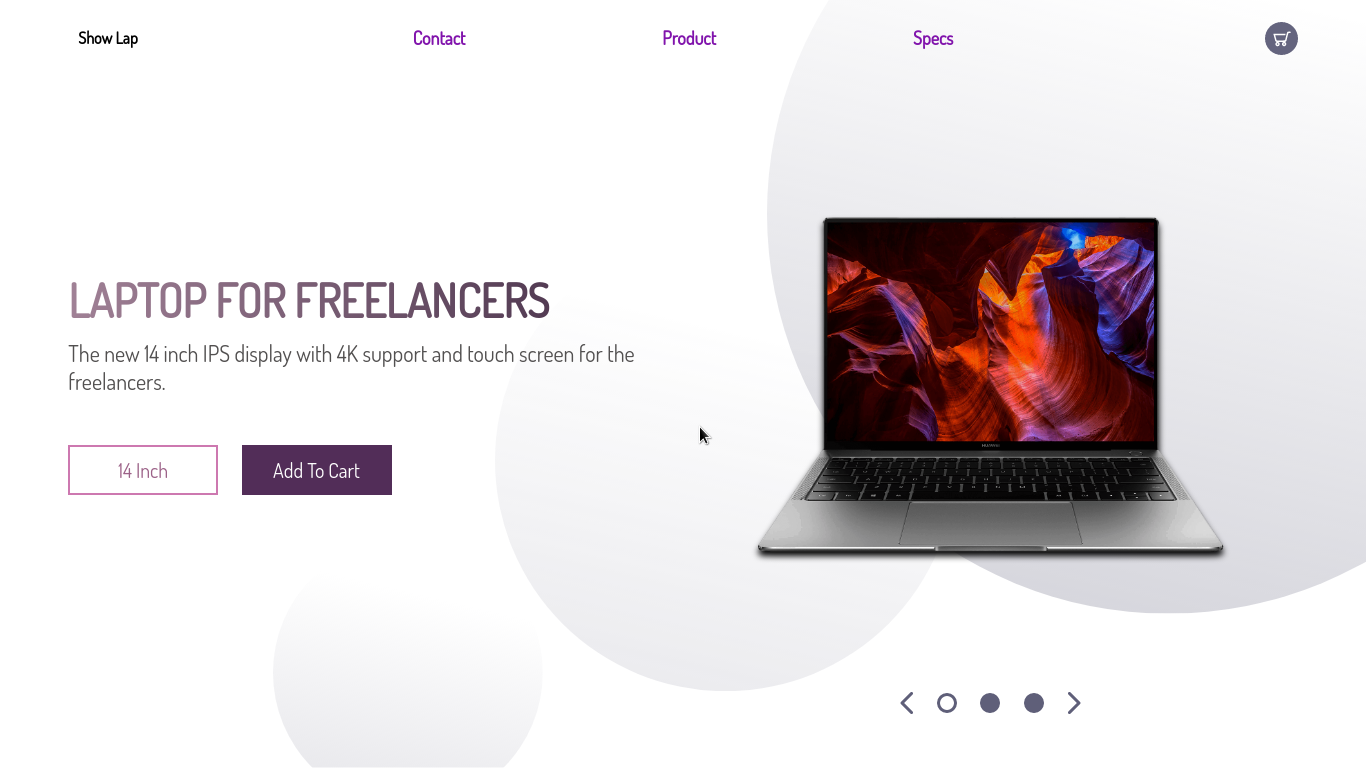 Show Lap
Contact
Product
Specs
LAPTOP FOR FREELANCERS
The new 14 inch IPS display with 4K support and touch screen for the
freelancers.
14 Inch
Add To Cart
HUAWEI